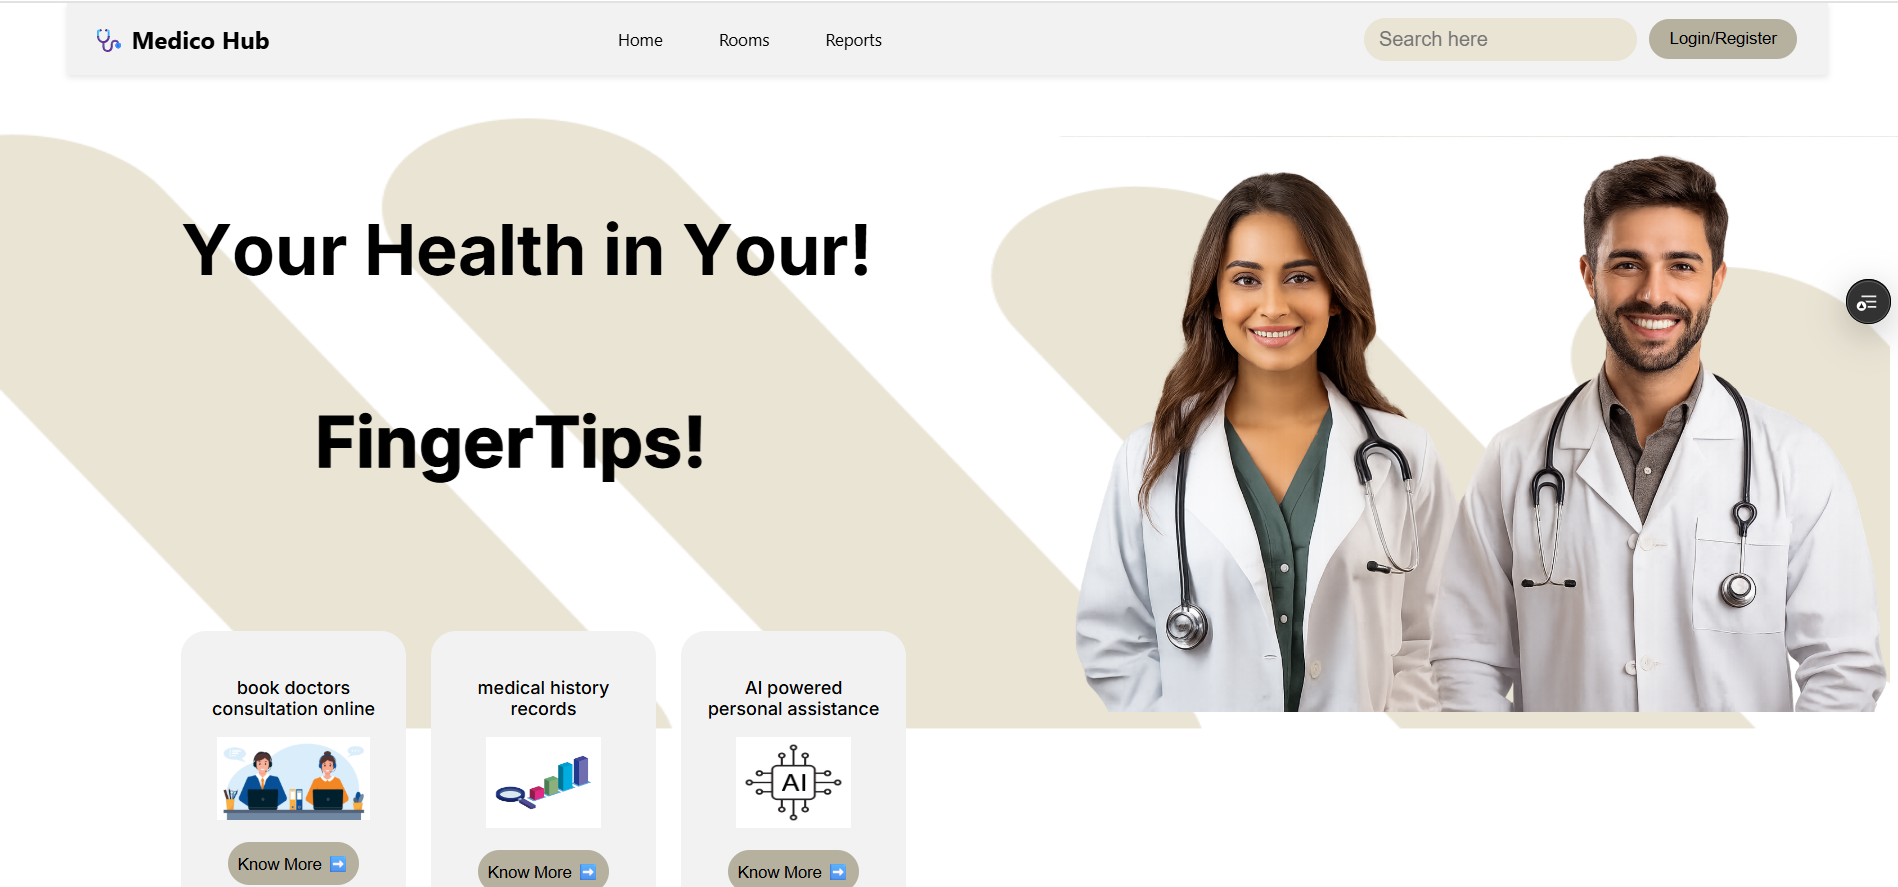 Medico Hub
Home
Rooms
Reports
Search here
Login/Register
Your Health in Your!
FingerTips!
book doctors
consultation online
Know More ➡️
medical history
records
Know More ➡️
AI powered
personal assistance
AI
Know More ➡️